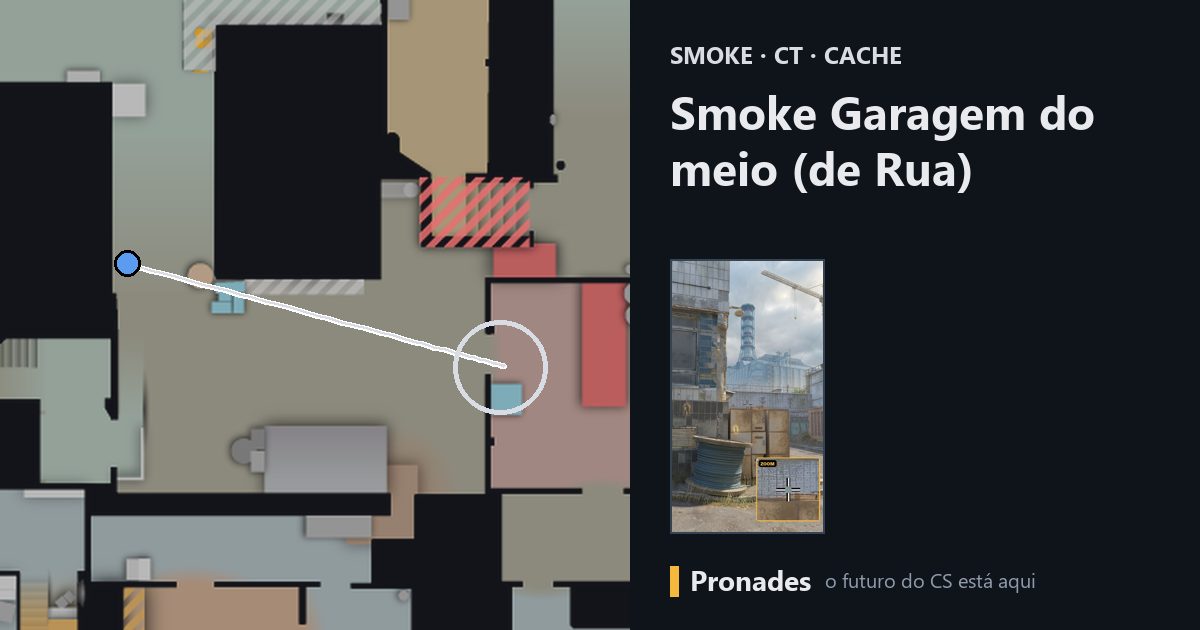 SMOKE · CT · CACHE
Smoke Garagem do
meio (de Rua)
ZOOM
Pronades o futuro do CS está aqui